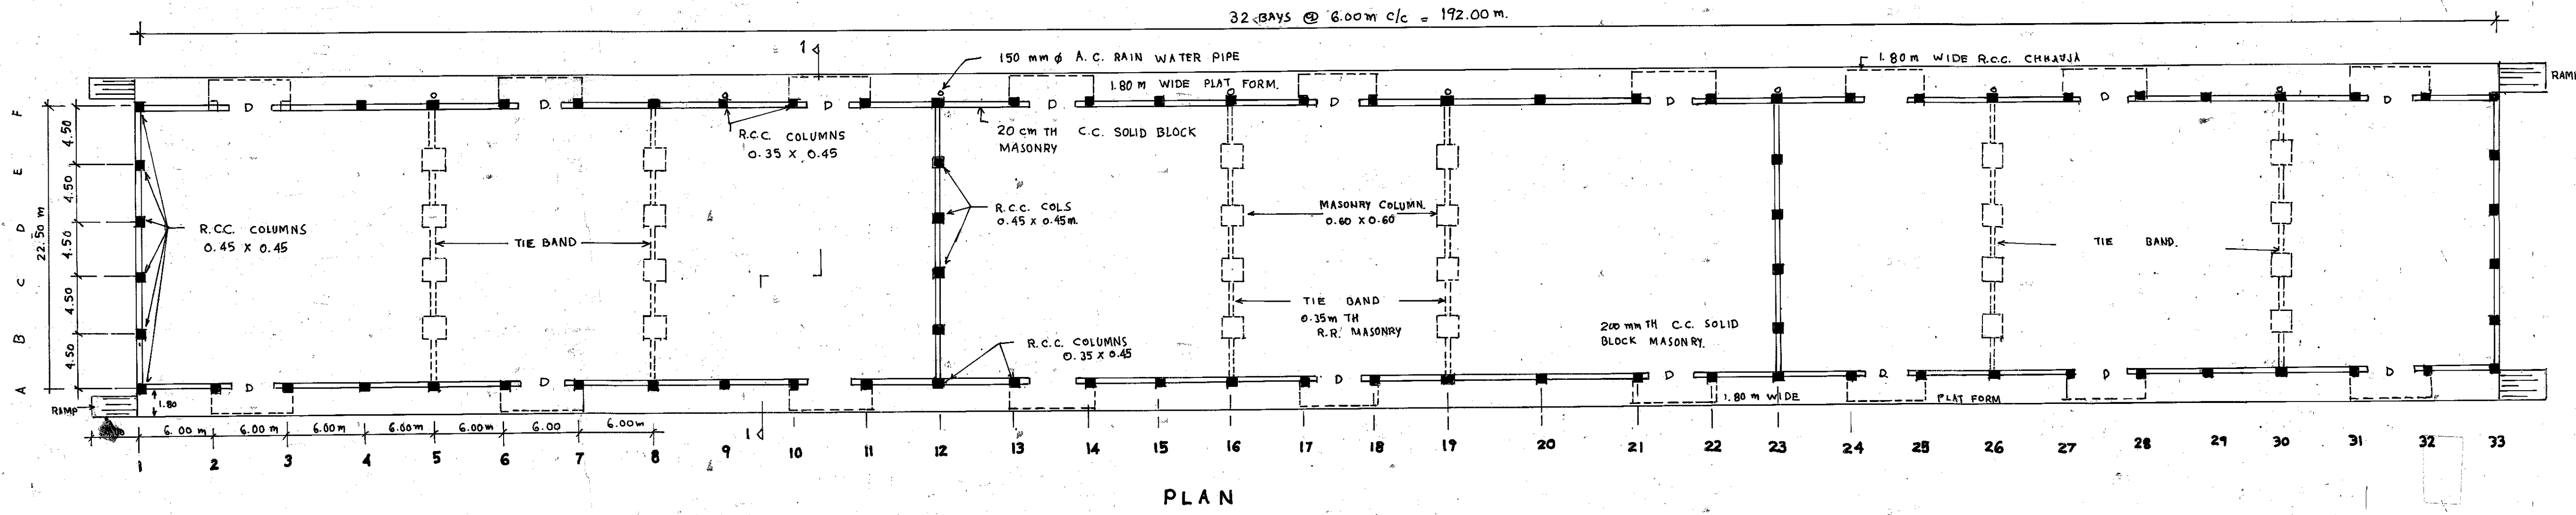 32 BAYS @ 6.00m C/C = 192.00m.
1
150 mm ϕ A.C. RAIN WATER PIPE
1.80 m WIDE R.C.C. CHHAJJA
1.80 m WIDE PLAT FORM.
RAMP
D D. D D. D D D D
R.C.C. COLUMNS
0.35 X 0.45
20 cm TH C.C. SOLID BLOCK
MASONRY
F
E
D
C
B
A
22.50 m
4.50
4.50
4.50
4.50
4.50
R.CC. COLUMNS
0.45 X 0.45
TIE BAND
R.C.C. COLS
0.45 X 0.45m.
MASONRY COLUMN.
0.60 X 0.60
TIE BAND.
TIE BAND
0.35m TH
R.R. MASONRY
R.C.C. COLUMNS
0.35 X 0.45
200 mm TH C.C. SOLID
BLOCK MASONRY.
D D. D D D. D D
RAMP
1.80
1.80 m WIDE PLAT FORM
6.00 m 6.00 m 6.00m 6.00m 6.00m 6.00 6.00m
1
1 2 3 4 5 6 7 8 9 10 11 12 13 14 15 16 17 18 19 20 21 22 23 24 25 26 27 28 29 30 31 32 33
PLAN